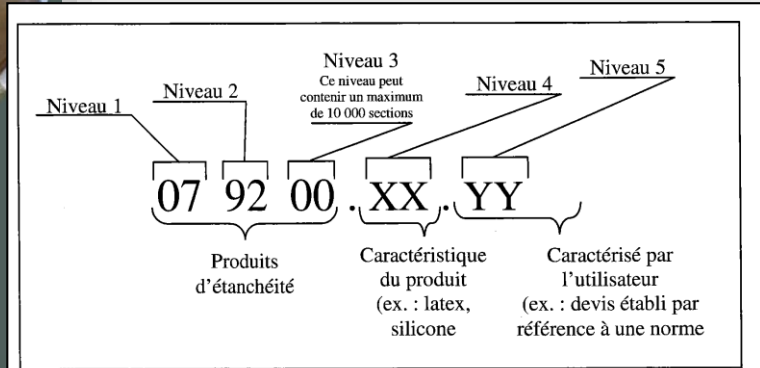 Niveau 3
Ce niveau peut
contenir un maximum
de 10 000 sections
Niveau 5
Niveau 4
Niveau 2
Niveau 1
07 92 00 . XX . YY
Produits
d'étanchéité
Caractéristique
du produit
(ex. : latex,
silicone
Caractérisé par
l'utilisateur
(ex. : devis établi par
référence à une norme